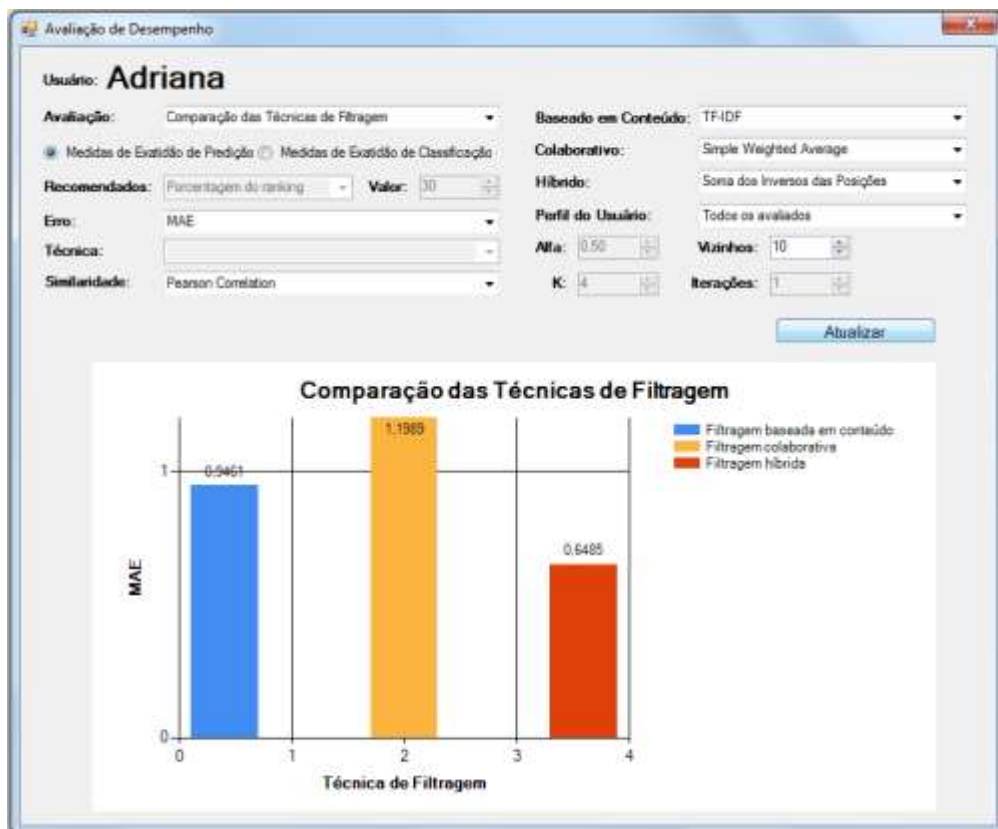 Avaliação de Desempenho
Usuário: Adriana
Avaliação: Comparação das Técnicas de Filtragem
Baseado em Conteúdo: TF-IDF
Medidas de Exatidão de Predição Medidas de Exatidão de Classificação
Colaborativo: Simple Weighted Average
Recomendados: Porcentagem do ranking Valor: 30
Híbrido: Soma dos Inversos das Posições
Erro: MAE
Perfil do Usuário: Todos os avaliados
Técnica:
Alfa: 0,50 Vizinhos: 10
Similaridade: Pearson Correlation
K: 4 Iterações: 1
Atualizar
Comparação das Técnicas de Filtragem
1,1989
Filtragem baseada em conteúdo
Filtragem colaborativa
Filtragem híbrida
1
0,9461
0,6485
MAE
0
0 1 2 3 4
Técnica de Filtragem